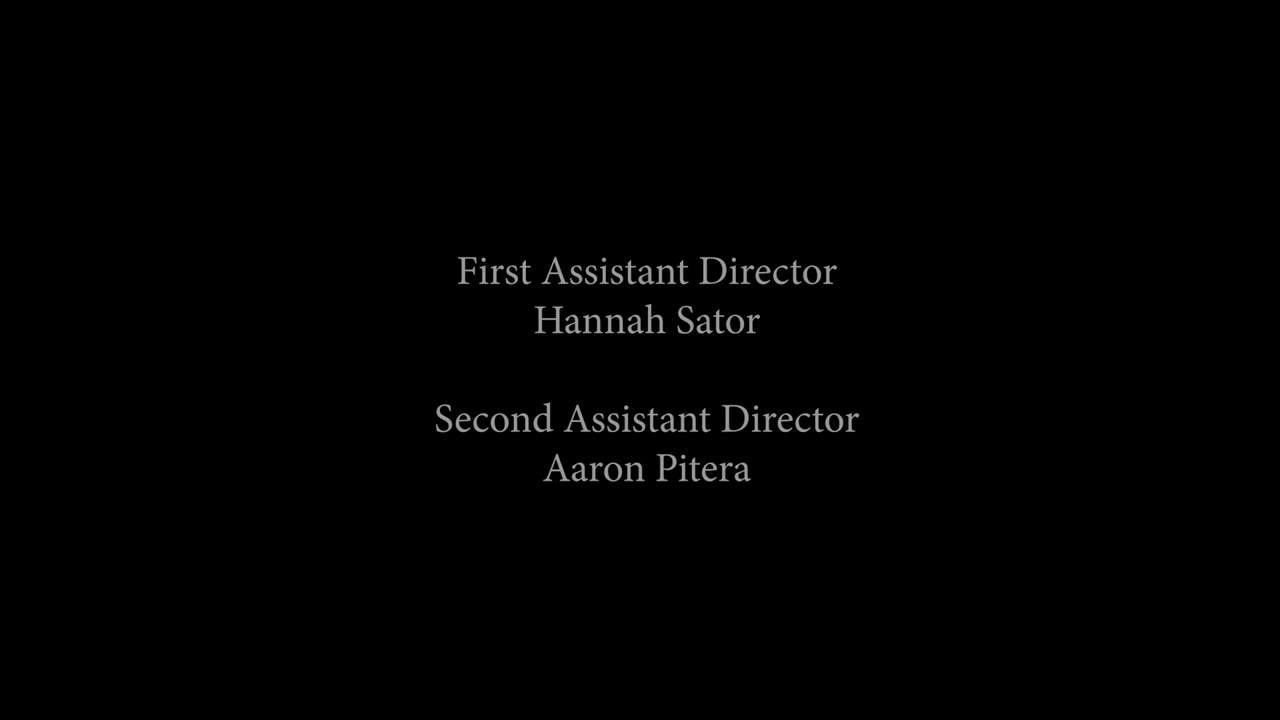 First Assistant Director
Hannah Sator
Second Assistant Director
Aaron Pitera